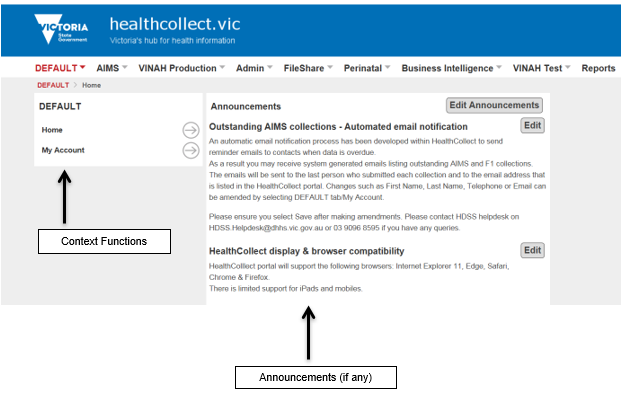 VICTORIA
State
Government
healthcollect.vic
Victoria's hub for health information
DEFAULT AIMS VINAH Production Admin FileShare Perinatal Business Intelligence VINAH Test Reports
DEFAULT > Home
DEFAULT
Home
My Account
Context Functions
Announcements
Edit Announcements
Outstanding AIMS collections - Automated email notification
Edit
An automatic email notification process has been developed within HealthCollect to send
reminder emails to contacts when data is overdue.
As a result you may receive system generated emails listing outstanding AIMS and F1 collections.
The emails will be sent to the last person who submitted each collection and to the email address that
is listed in the HealthCollect portal. Changes such as First Name, Last Name, Telephone or Email can
be amended by selecting DEFAULT tab/My Account.
Please ensure you select Save after making amendments. Please contact HDSS helpdesk on
HDSS.Helpdesk@dhhs.vic.gov.au or 03 9096 8595 if you have any queries.
HealthCollect display & browser compatibility
Edit
HealthColllect portal will support the following browsers: Internet Explorer 11, Edge, Safari,
Chrome & Firefox.
There is limited support for iPads and mobiles.
Announcements (if any)